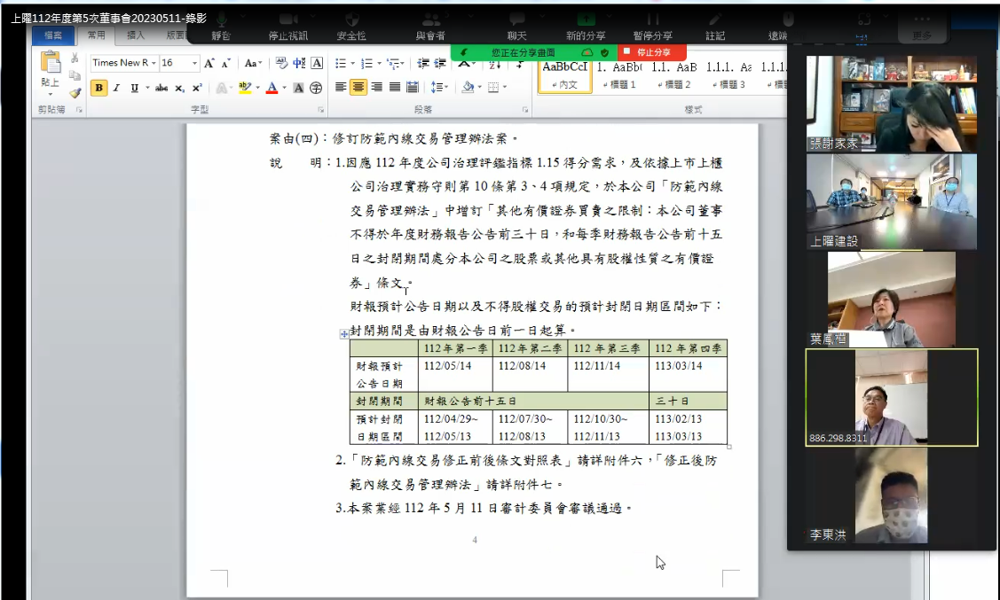 上曜112年度第5次董事會20230511-錄影
靜音 停止視訊 安全性 與會者 聊天 新的分享 暫停分享 註記 遠端 更多
您正在分享畫面 停止分享
檔案 常用 插入 版面
Times New R 16
貼上
B I U abc X₂ X²
AaBbCcI 1. AaBb( 1.1. AaB 1.1.1. Aa 1.1.1.
內文 標題 1 標題 2 標題 3
剪貼簿 字型 段落 樣式
案由(四)：修訂防範內線交易管理辦法案。
說 明：1.因應 112 年度公司治理評鑑指標 1.15 得分需求，及依據上市上櫃
公司治理實務守則第 10 條第 3、4 項規定，於本公司「防範內線
交易管理辦法」中增訂「其他有價證券買賣之限制：本公司董事
不得於年度財務報告公告前三十日，和每季財務報告公告前十五
日之封閉期間處分本公司之股票或其他具有股權性質之有價證
券」條文。
財報預計公告日期以及不得股權交易的預計封閉日期區間如下：
封閉期間是由財報公告日前一日起算。
112 年第一季 112 年第二季 112 年第三季 112 年第四季
財報預計 112/05/14 112/08/14 112/11/14 113/03/14
公告日期
封閉期間 財報公告前十五日 三十日
預計封閉 112/04/29~ 112/07/30~ 112/10/30~ 113/02/13
日期區間 112/05/13 112/08/13 112/11/13 113/03/13
2.「防範內線交易修正前後條文對照表」請詳附件六，「修正後防
範內線交易管理辦法」請詳附件七。
3.本案業經 112 年 5 月 11 日審計委員會審議通過。
4
張謝家家
上曜建設
886.298.8311
李東洪